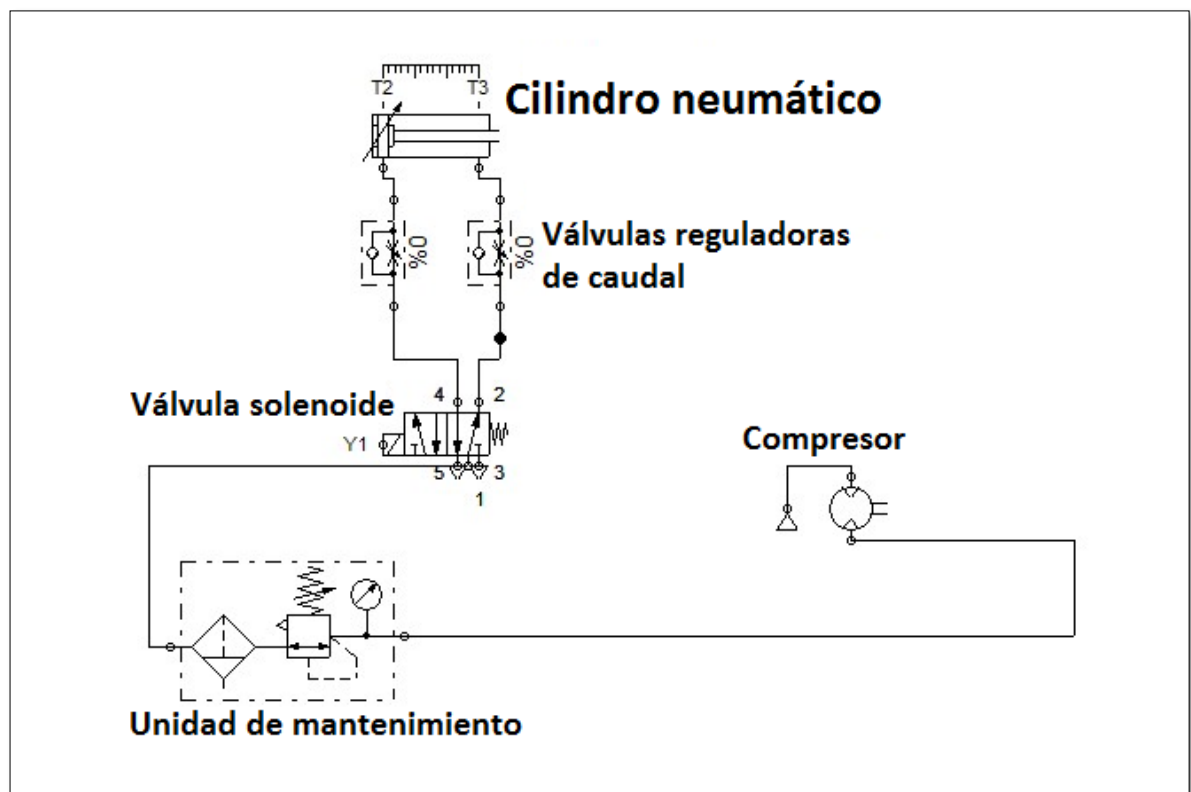 T2 T3
Cilindro neumático
%0
%0
Válvulas reguladoras
de caudal
4 2
Válvula solenoide
Y1
5 3
1
Compresor
Unidad de mantenimiento